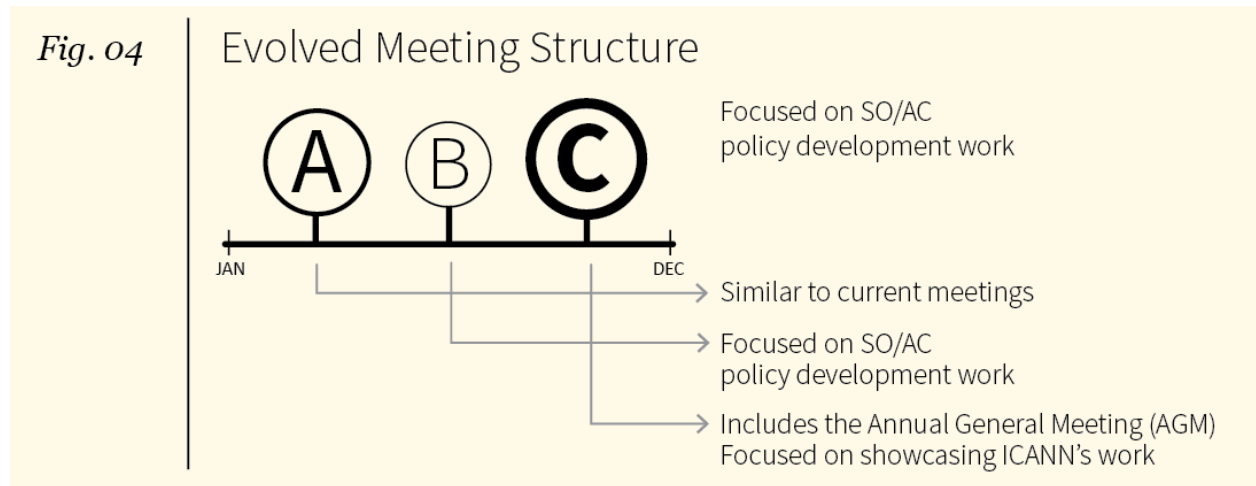 Fig. 04
Evolved Meeting Structure
A B C
Focused on SO/AC
policy development work
JAN DEC
Similar to current meetings
Focused on SO/AC
policy development work
Includes the Annual General Meeting (AGM)
Focused on showcasing ICANN’s work